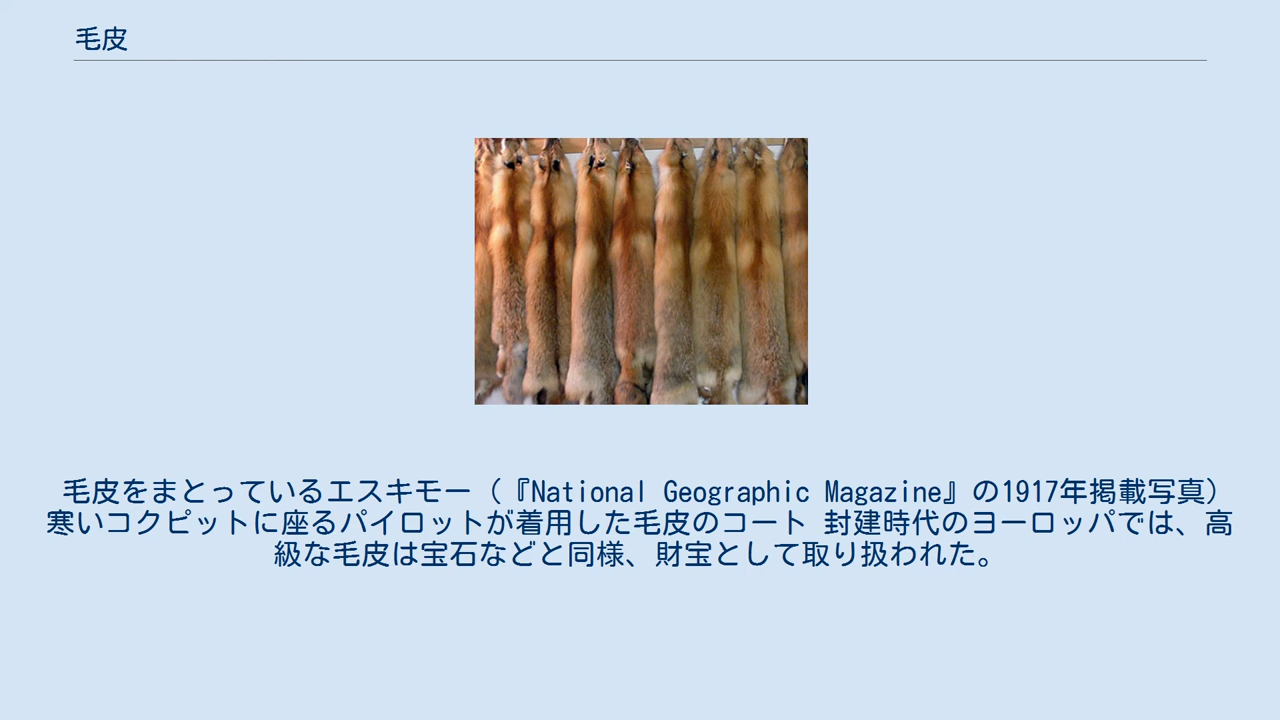 毛皮
毛皮をまとっているエスキモー（『National Geographic Magazine』の1917年掲載写真）
寒いコクピットに座るパイロットが着用した毛皮のコート 封建時代のヨーロッパでは、高
級な毛皮は宝石などと同様、財宝として取り扱われた。